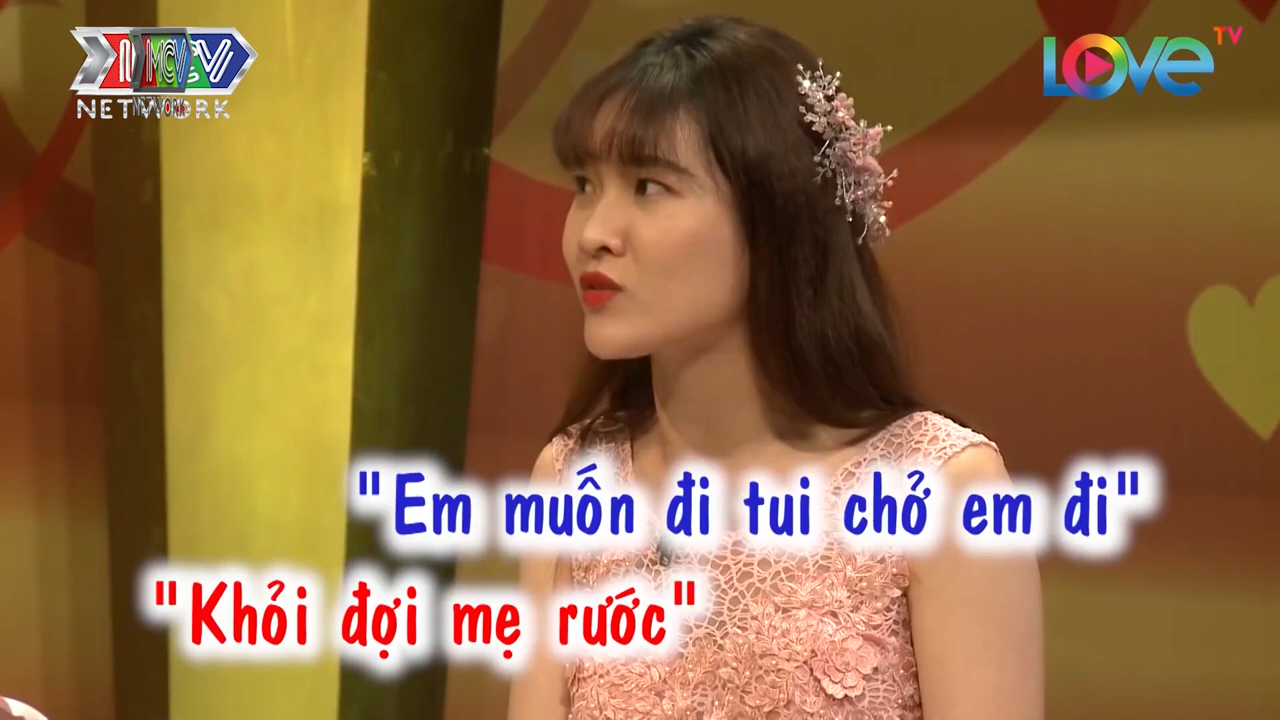 MCV
NETWORK
LOVE TV
"Em muốn đi tui chở em đi"
"Khỏi đợi mẹ rước"